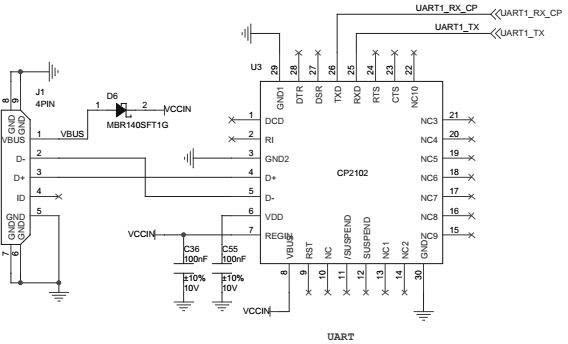 UART1_RX_CP
UART1_RX_CP
UART1_TX
UART1_TX
29
28
27
26
25
24
23
22
U3
GND1
DTR
DSR
TXD
RXD
RTS
CTS
NC10
8
9
J1
4PIN
GND
GND
D6
1
2
VCCIN
MBR140SFT1G
VBUS
1
VBUS
D-
2
D+
3
ID
4
GND
5
GND
GND
7
6
1
DCD
2
RI
3
GND2
4
D+
5
D-
6
VDD
7
REGIN
CP2102
NC3
21
NC4
20
NC5
19
NC6
18
NC7
17
NC8
16
NC9
15
VCCIN
C36
100nF
±10%
10V
C55
100nF
±10%
10V
VBUS
RST
NC
/SUSPEND
SUSPEND
NC1
NC2
GND
8
9
10
11
12
13
14
30
VCCIN
UART